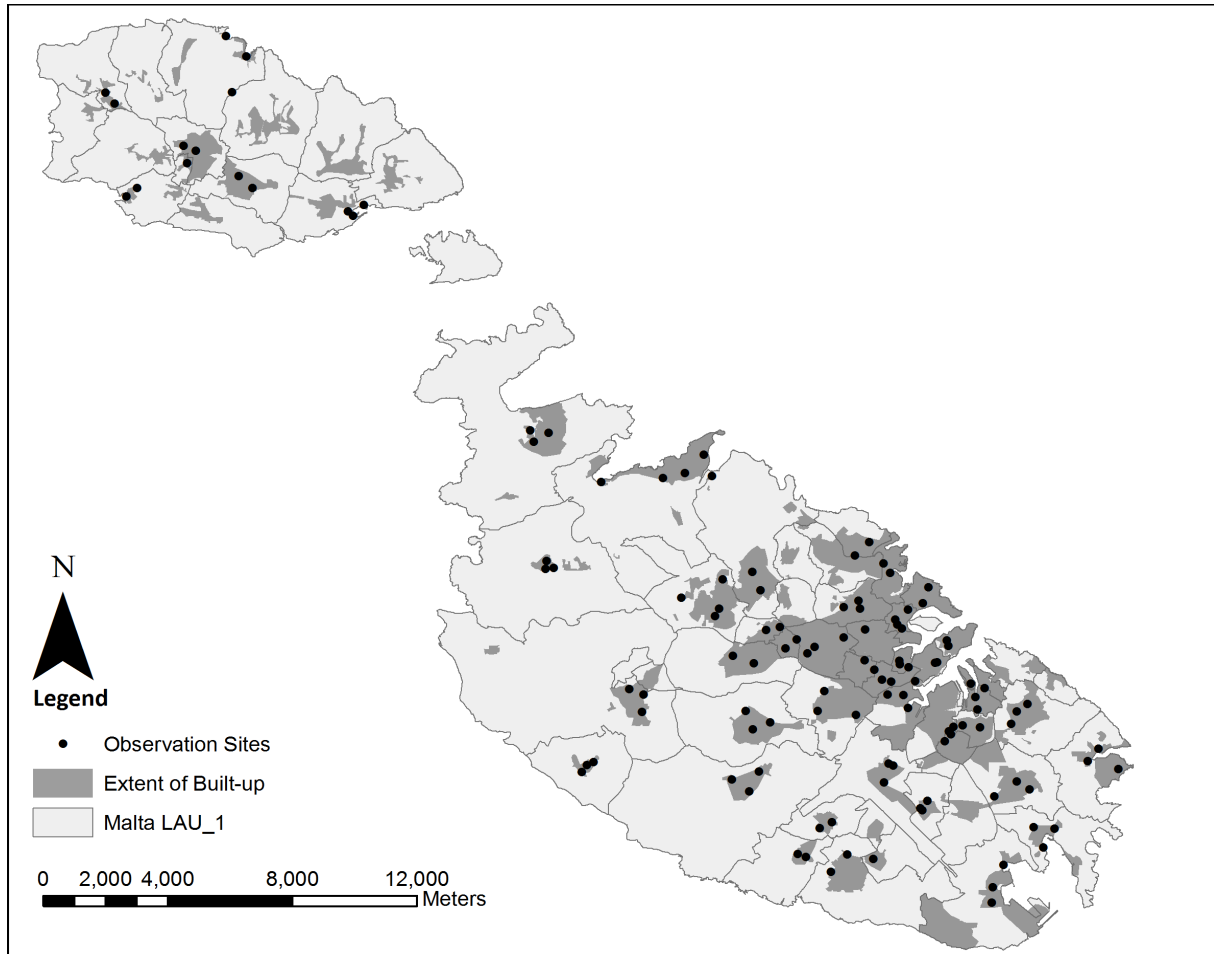 N
Legend
Observation Sites
Extent of Built-up
Malta LAU_1
0 2,000 4,000 8,000 12,000
Meters